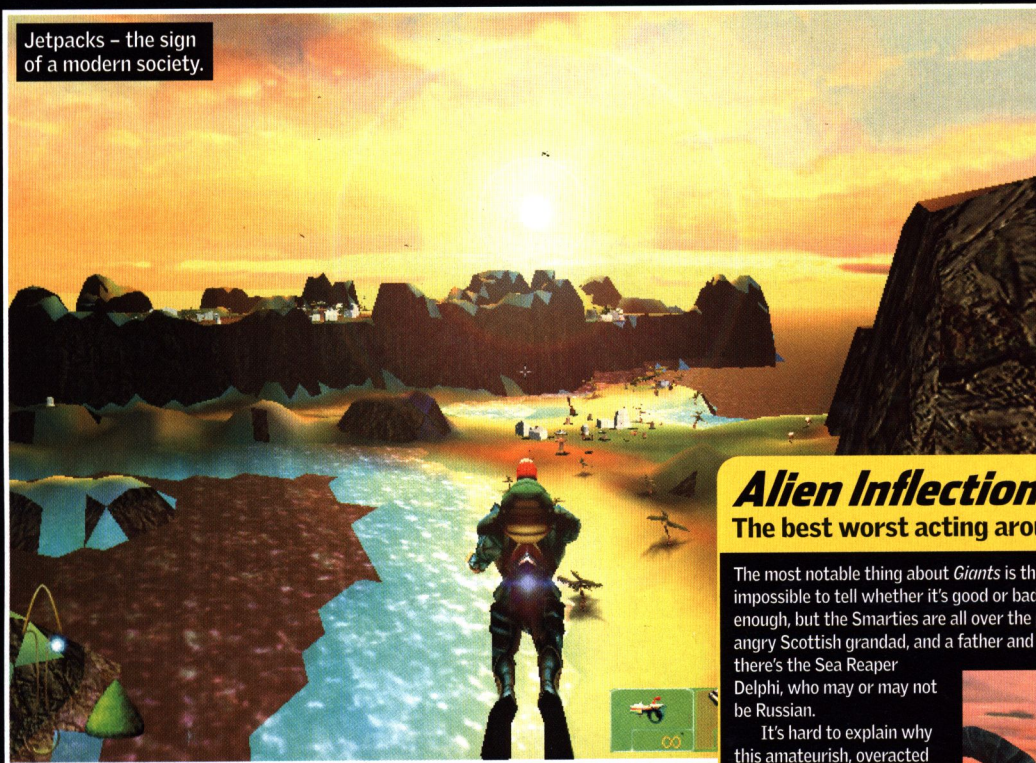 Jetpacks – the sign
of a modern society.
Alien Inflection
The best worst acting
The most notable thing about Giants is
impossible to tell whether it's good or
enough, but the Smarties are all over the
angry Scottish grandad, and a father and
there's the Sea Reaper
Delphi, who may or may not
be Russian.
It's hard to explain why
this amateurish, overacted
∞